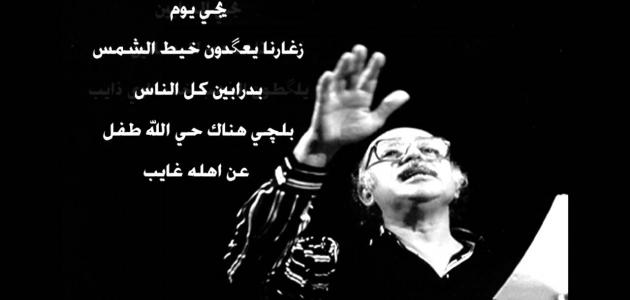 يجي يوم
زغارنا يعگدون خيط الشمس
بدرابين كل الناس
بلچي هناك حي الله طفل
عن اهله غايب